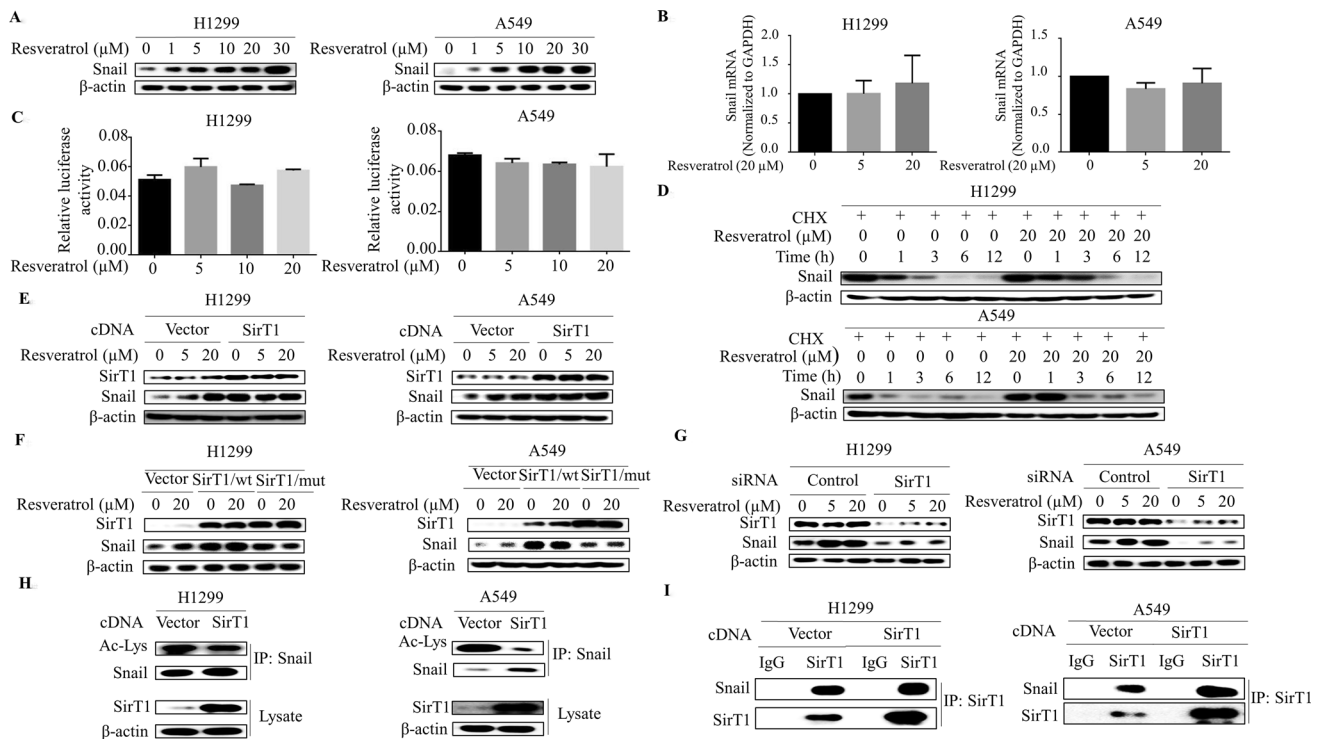 A
H1299
Resveratrol (µM) 0 1 5 10 20 30
Snail
β-actin
A549
Resveratrol (µM) 0 1 5 10 20 30
Snail
β-actin
B
H1299
Snail mRNA
(Normalized to GAPDH)
2.0
1.5
1.0
0.5
0.0
Resveratrol (20 µM) 0 5 20
A549
Snail mRNA
(Normalized to GAPDH)
1.5
1.0
0.5
0.0
Resveratrol (20 µM) 0 5 20
C
H1299
Relative luciferase
activity
0.08
0.06
0.04
0.02
0.00
Resveratrol (µM) 0 5 10 20
A549
Relative luciferase
activity
0.08
0.06
0.04
0.02
0.00
Resveratrol (µM) 0 5 10 20
D
H1299
CHX + + + + + + + + + +
Resveratrol (µM) 0 0 0 0 0 20 20 20 20 20
Time (h) 0 1 3 6 12 0 1 3 6 12
Snail
β-actin
A549
CHX + + + + + + + + + +
Resveratrol (µM) 0 0 0 0 0 20 20 20 20 20
Time (h) 0 1 3 6 12 0 1 3 6 12
Snail
β-actin
E
H1299
cDNA Vector SirT1
Resveratrol (µM) 0 5 20 0 5 20
SirT1
Snail
β-actin
A549
cDNA Vector SirT1
Resveratrol (µM) 0 5 20 0 5 20
SirT1
Snail
β-actin
F
H1299
Vector SirT1/wt SirT1/mut
Resveratrol (µM) 0 20 0 20 0 20
SirT1
Snail
β-actin
A549
Vector SirT1/wt SirT1/mut
Resveratrol (µM) 0 20 0 20 0 20
SirT1
Snail
β-actin
G
H1299
siRNA Control SirT1
Resveratrol (µM) 0 5 20 0 5 20
SirT1
Snail
β-actin
A549
siRNA Control SirT1
Resveratrol (µM) 0 5 20 0 5 20
SirT1
Snail
β-actin
H
H1299
cDNA Vector SirT1
Ac-Lys
Snail
IP: Snail
SirT1
β-actin
Lysate
A549
cDNA Vector SirT1
Ac-Lys
Snail
IP: Snail
SirT1
β-actin
Lysate
I
H1299
cDNA Vector SirT1
IgG SirT1 IgG SirT1
Snail
SirT1
IP: SirT1
A549
cDNA Vector SirT1
IgG SirT1 IgG SirT1
Snail
SirT1
IP: SirT1